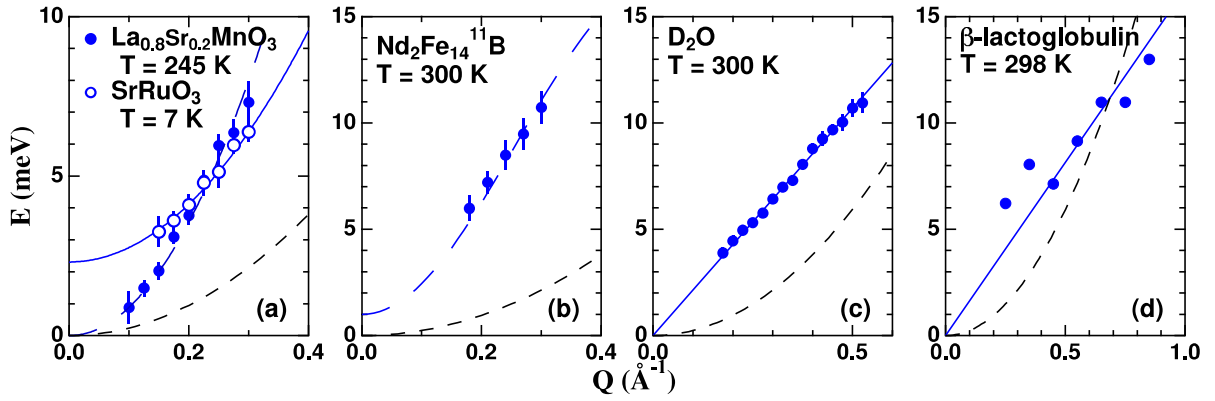 10
La0.8Sr0.2MnO3
T = 245 K
SrRuO3
T = 7 K
5
0
0.0
0.2
0.4
(a)
E (meV)
15
Nd2Fe14 11B
T = 300 K
10
5
0
0.0
0.2
0.4
(b)
15
D2O
T = 300 K
10
5
0
0.0
0.5
(c)
15
β-lactoglobulin
T = 298 K
10
5
0
0.0
0.5
1.0
(d)
Q (Å-1)